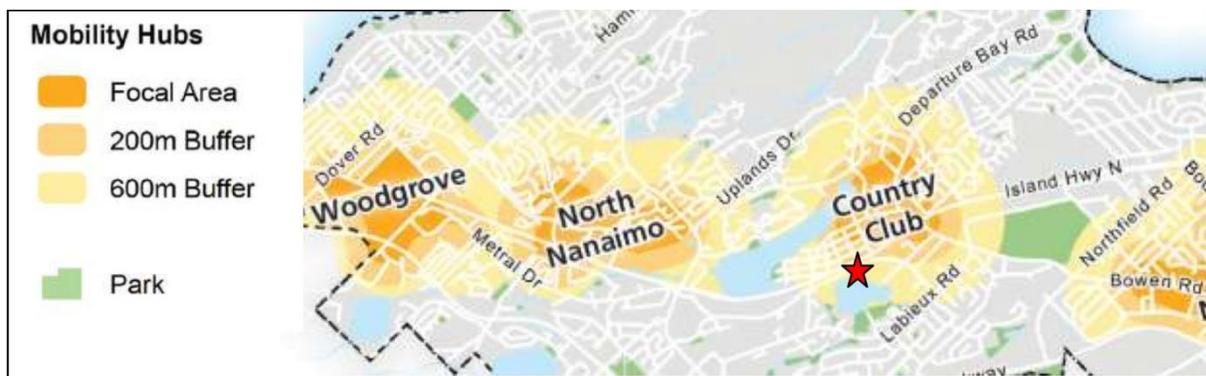 Mobility Hubs
Focal Area
200m Buffer
600m Buffer
Park
Departure Bay Rd
Dover Rd
Woodgrove
North
Nanaimo
Metral Dr
Uplands Dr
Country
Club
Island Hwy N
Northfield Rd
Labieux Rd
Bowen Rd